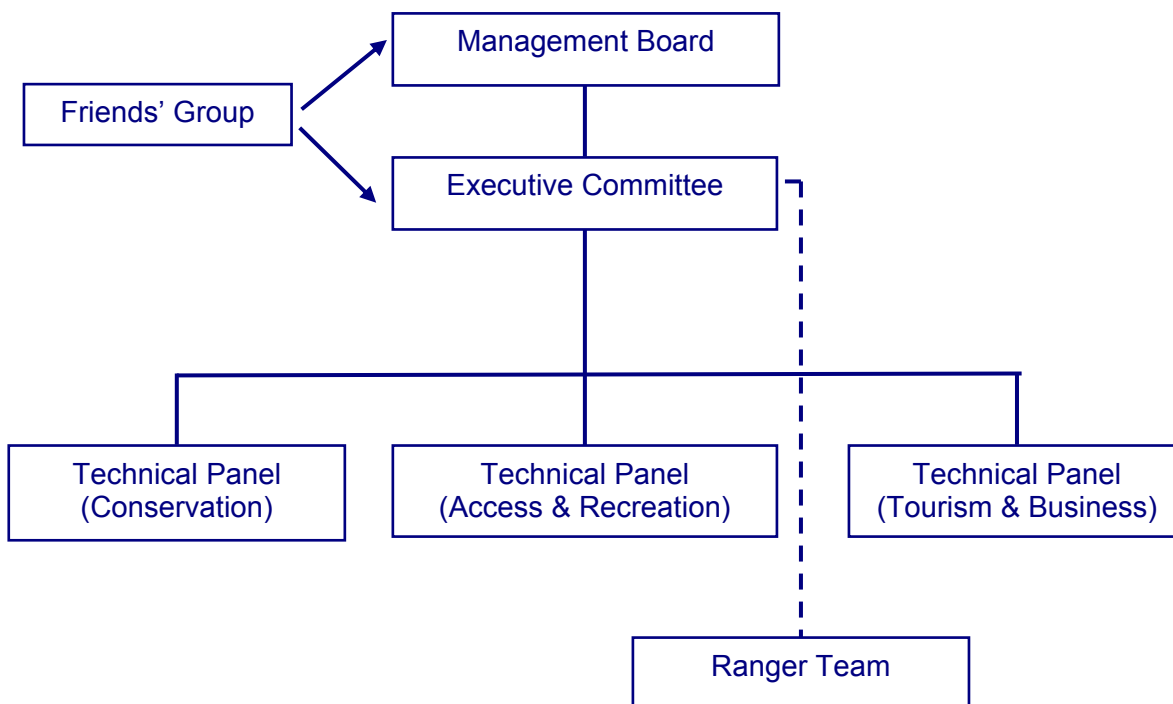 Management Board
Friends’ Group
Executive Committee
Technical Panel
(Conservation)
Technical Panel
(Access & Recreation)
Technical Panel
(Tourism & Business)
Ranger Team